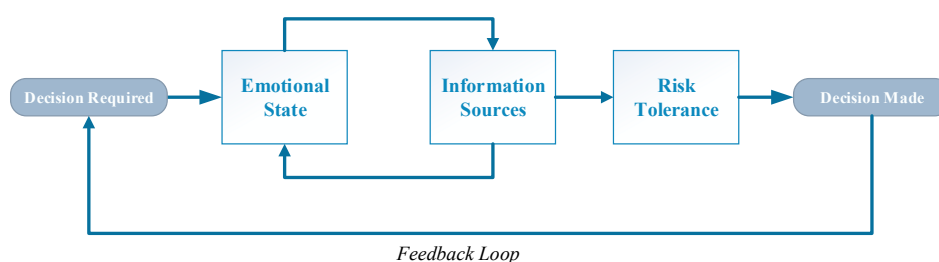 Decision Required
Emotional
State
Information
Sources
Risk
Tolerance
Decision Made
Feedback Loop